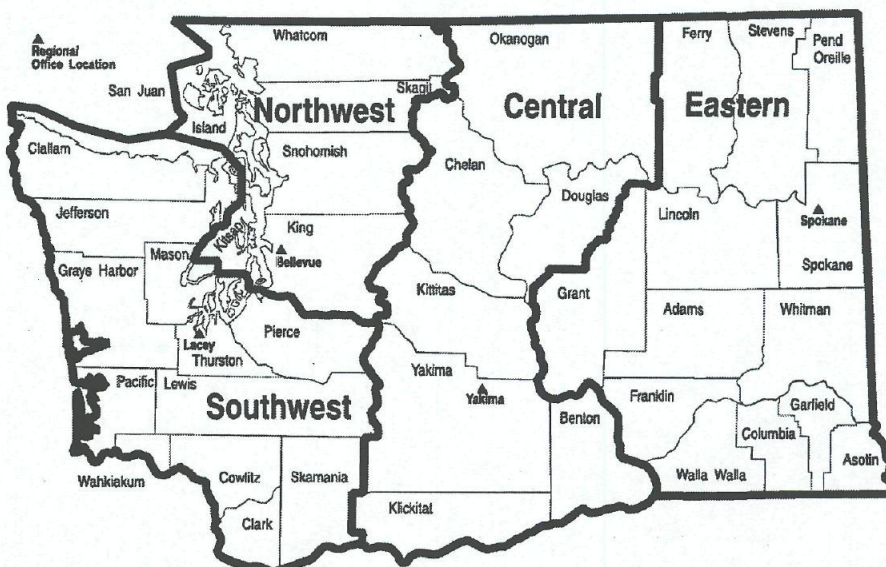 Regional
Office Location
Whatcom
Okanogan
Ferry
Stevens
Pend
Oreille
San Juan
Skagit
Northwest
Central
Eastern
Island
Clallam
Snohomish
Chelan
Douglas
Lincoln
Jefferson
Spokane
King
Kitsap
Mason
Bellevue
Grays Harbor
Spokane
Kittitas
Grant
Adams
Whitman
Pierce
Lacey
Thurston
Yakima
Pacific
Lewis
Yakima
Franklin
Garfield
Southwest
Benton
Columbia
Asotin
Wahkiakum
Cowlitz
Skamania
Walla Walla
Klickital
Clark